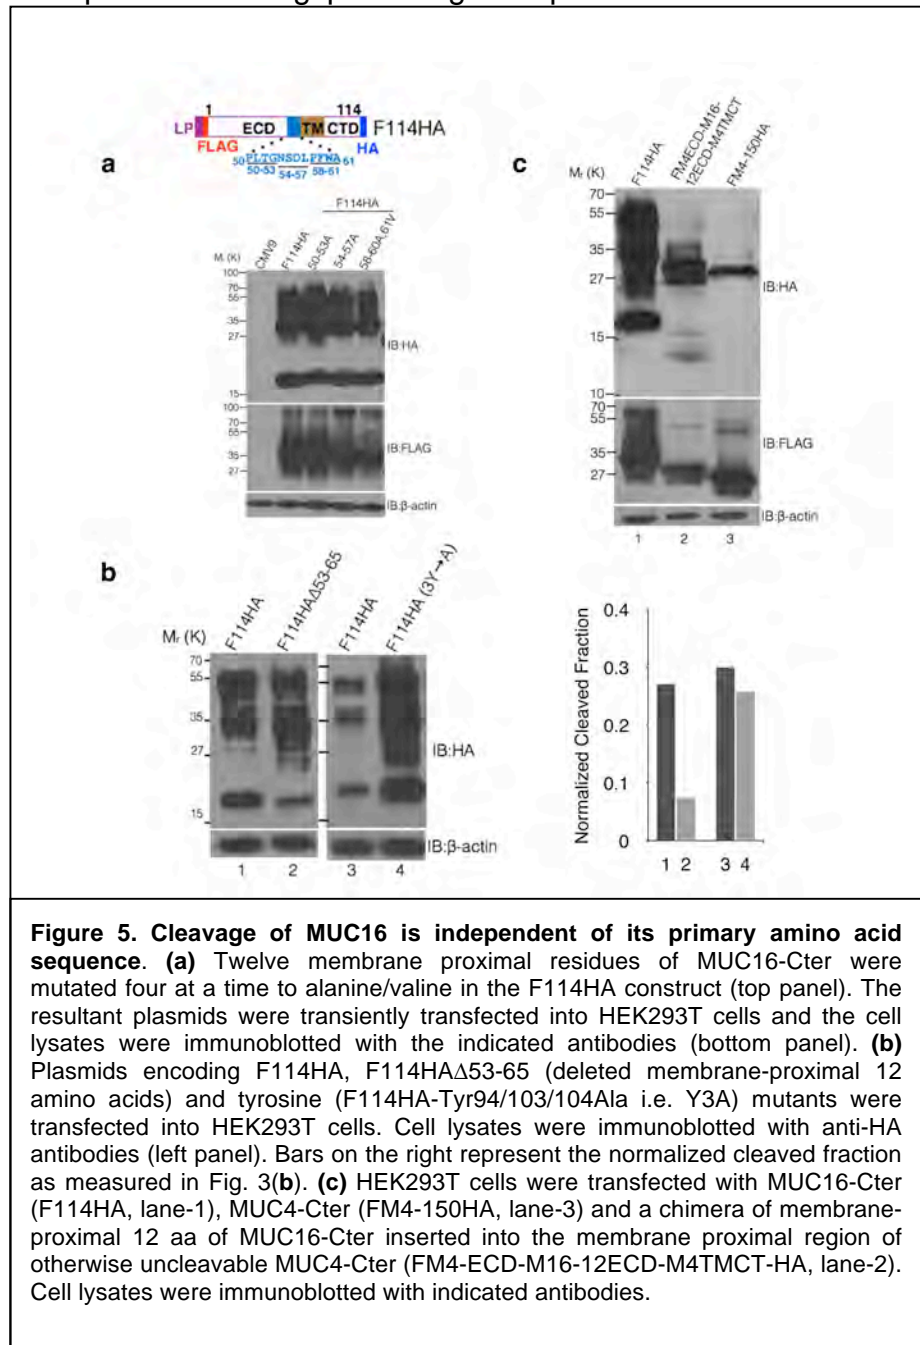 1 114
LP ECD TM CTD F114HA
FLAG HA
a
50 PLTGNSDLPFWA 61
50-53 54-57 58-61
F114HA
Mr (K) CMV9 F114HA 50-53A 54-57A 58-60A,61V
100
70
55
35
27
IB:HA
15
100
70
55
IB:FLAG
35
27
IB:β-actin
c
Mr (K) F114HA FM4ECD-M16-
12ECD-M4TMCT FM4-150HA
70
55
35
27
IB:HA
15
10
70
55
IB:FLAG
35
27
IB:β-actin
1 2 3
b
Mr (K) F114HA F114HAΔ53-65 F114HA F114HA (3Y→A)
70
55
35
27
IB:HA
15
IB:β-actin
1 2 3 4
Normalized Cleaved Fraction
0.4
0.3
0.2
0.1
0
1 2 3 4
Figure 5. Cleavage of MUC16 is independent of its primary amino acid
sequence. (a) Twelve membrane proximal residues of MUC16-Cter were
mutated four at a time to alanine/valine in the F114HA construct (top panel). The
resultant plasmids were transiently transfected into HEK293T cells and the cell
lysates were immunoblotted with the indicated antibodies (bottom panel). (b)
Plasmids encoding F114HA, F114HAΔ53-65 (deleted membrane-proximal 12
amino acids) and tyrosine (F114HA-Tyr94/103/104Ala i.e. Y3A) mutants were
transfected into HEK293T cells. Cell lysates were immunoblotted with anti-HA
antibodies (left panel). Bars on the right represent the normalized cleaved fraction
as measured in Fig. 3(b). (c) HEK293T cells were transfected with MUC16-Cter
(F114HA, lane-1), MUC4-Cter (FM4-150HA, lane-3) and a chimera of membrane-
proximal 12 aa of MUC16-Cter inserted into the membrane proximal region of
otherwise uncleavable MUC4-Cter (FM4-ECD-M16-12ECD-M4TMCT-HA, lane-2).
Cell lysates were immunoblotted with indicated antibodies.